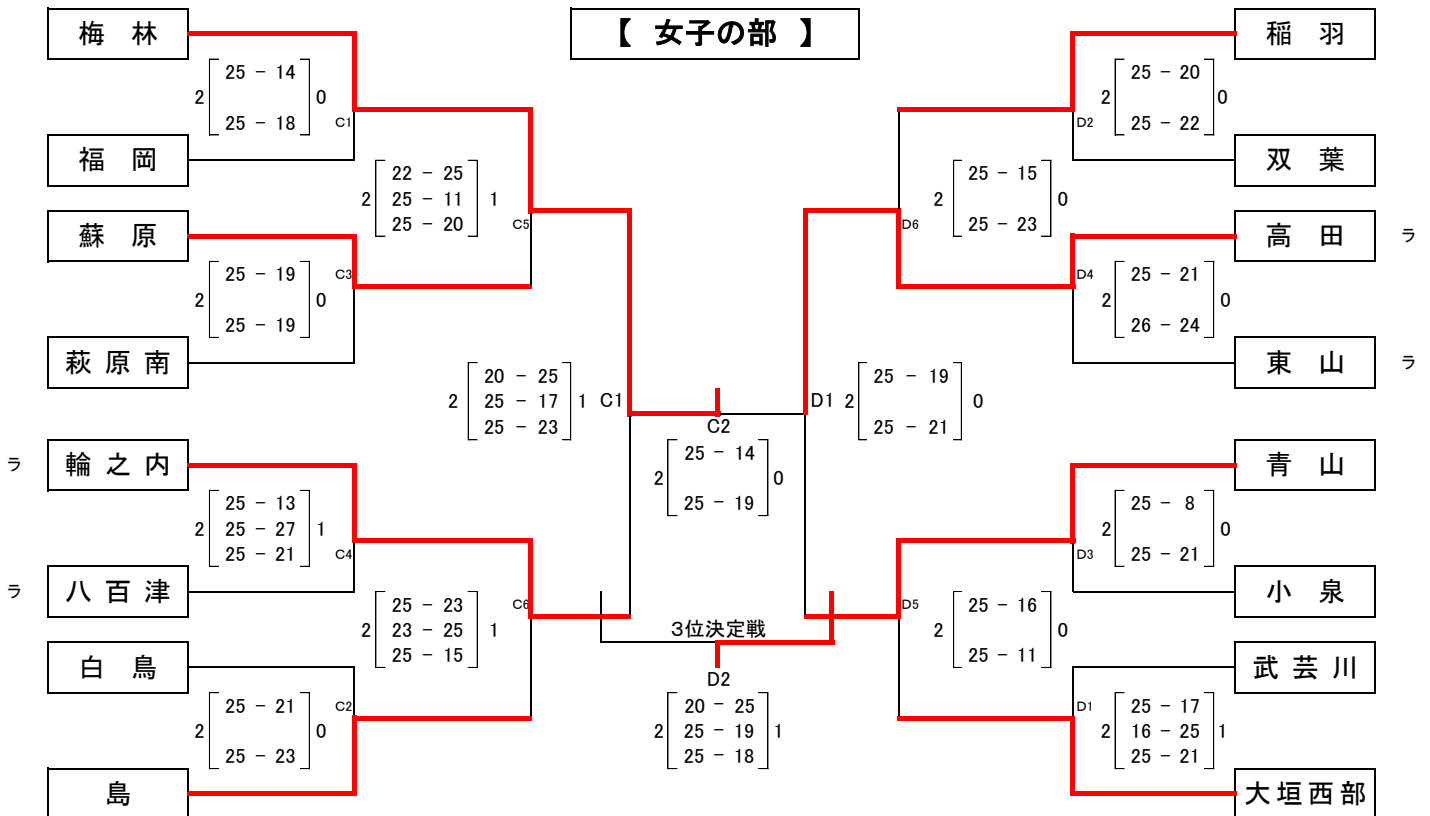 【 女子の部 】
梅 林
2 25 - 14 0
25 - 18
C1
福 岡
22 - 25
2 25 - 11 1
25 - 20
C5
蘇 原
2 25 - 19 0
25 - 19
C3
萩 原 南
20 - 25
2 25 - 17 1 C1
25 - 23
ラ 輪 之 内
25 - 13
2 25 - 27 1
25 - 21
C4
ラ 八 百 津
25 - 23
2 23 - 25 1
25 - 15
C6
白 鳥
2 25 - 21 0
25 - 23
C2
島
C2
2 25 - 14 0
25 - 19
3位決定戦
D2
20 - 25
2 25 - 19 1
25 - 18
稲 羽
2 25 - 20 0
25 - 22
D2
双 葉
2 25 - 15 0
25 - 23
D6
高 田 ラ
2 25 - 21 0
26 - 24
D4
東 山 ラ
D1 2 25 - 19 0
25 - 21
青 山
2 25 - 8 0
25 - 21
D3
小 泉
2 25 - 16 0
25 - 11
D5
武 芸 川
25 - 17
2 16 - 25 1
25 - 21
D1
大 垣 西 部